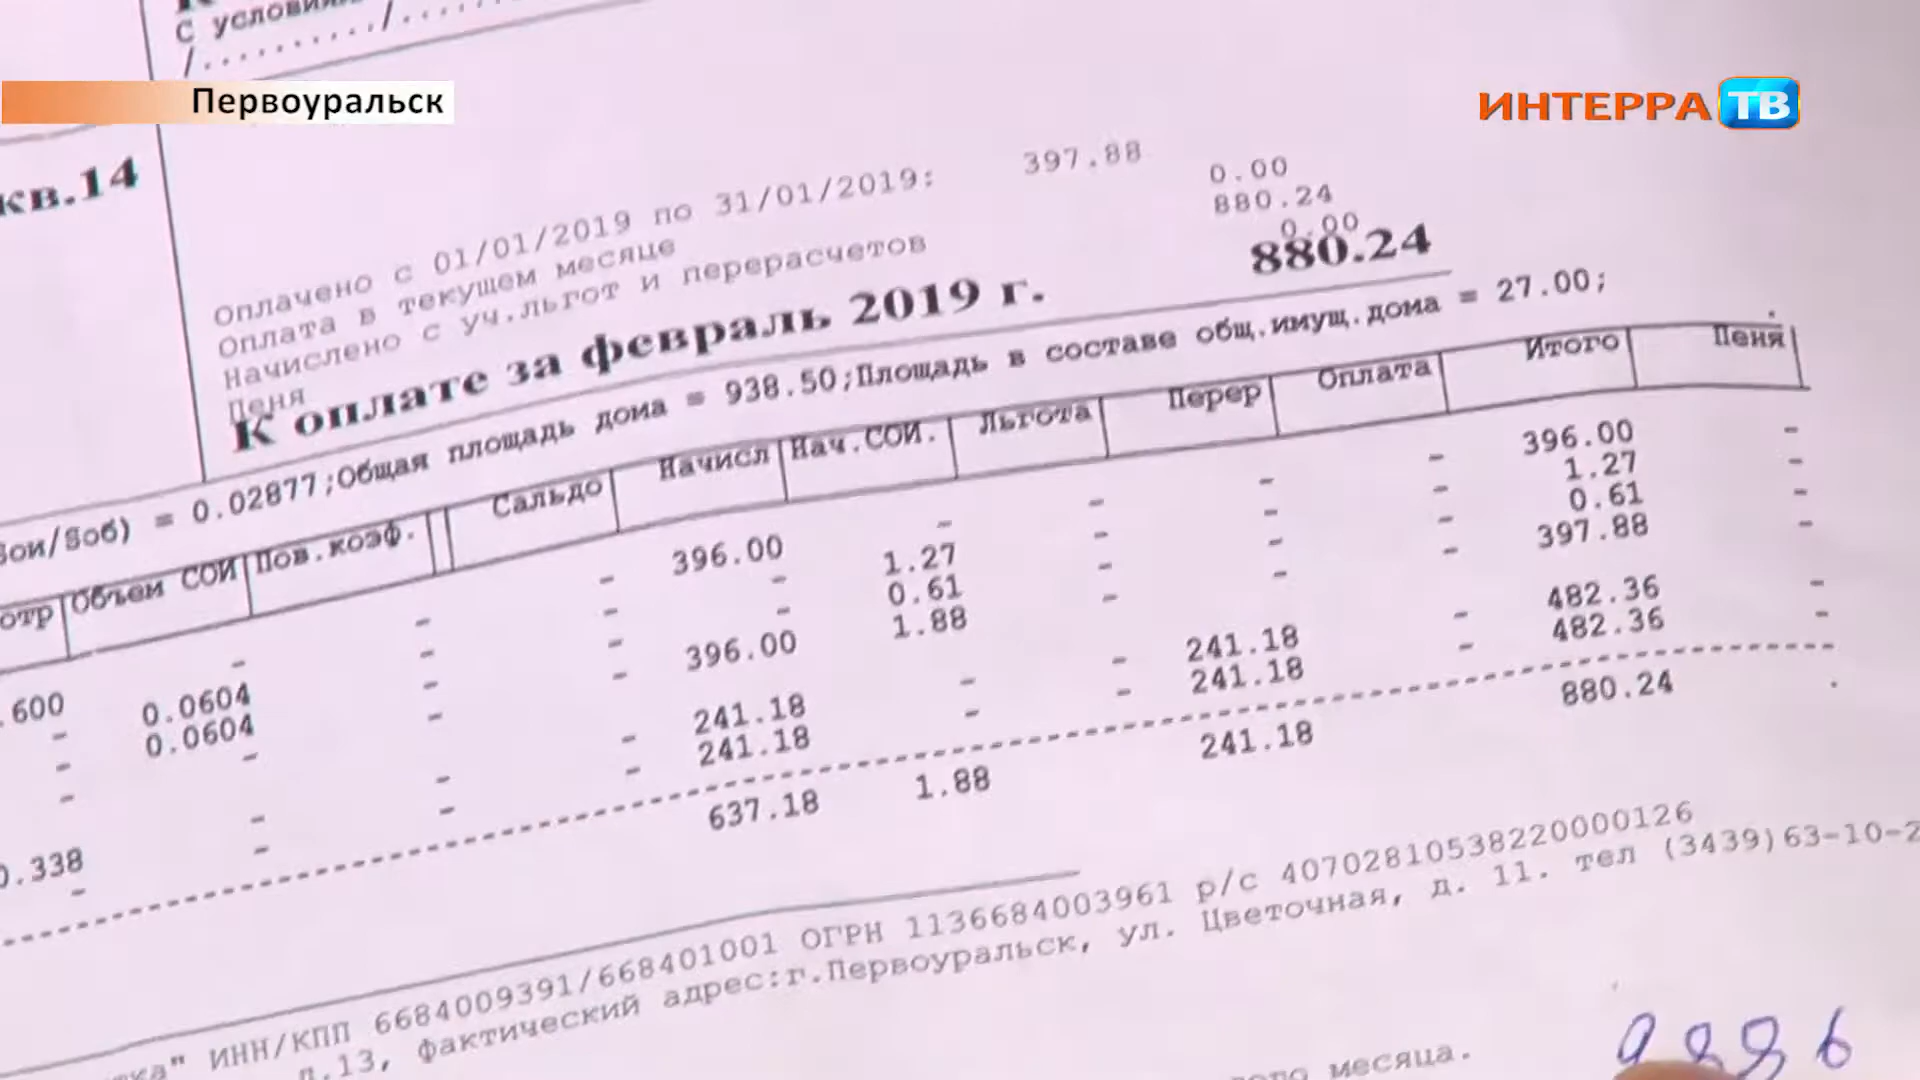 С услови
/........../.......
Первоуральск
ИНТЕРРА ТВ
кв.14
Оплачено с 01/01/2019 по 31/01/2019: 397.88
Оплата в текущем месяце 0.00
Начислено с уч.льгот и перерасчетов 880.24
Пеня 0.00
К оплате за февраль 2019 г. 880.24
Sои/Sоб) = 0.02877;Общая площадь дома = 938.50;Площадь в составе общ.имущ.дома = 27.00;
отр Объем СОИ Пов.коэф. Сальдо Начисл Нач.СОИ. Льгота Перер Оплата Итого Пеня
.600 - - - 396.00 - - - - 396.00 -
- 0.0604 - - - 1.27 - - - 1.27 -
- 0.0604 - - - 0.61 - - - 0.61 -
- - - - 396.00 1.88 - - - 397.88 -
0.338 - - - 241.18 - - 241.18 - 482.36 -
- - - - 241.18 - - 241.18 - 482.36 -
637.18 1.88 241.18 880.24
ка" ИНН/КПП 6684009391/668401001 ОГРН 1136684003961 р/с 40702810538220000126
д.13, Фактический адрес:г.Первоуральск, ул. Цветочная, д. 11. тел (3439)63-10-2
месяца.